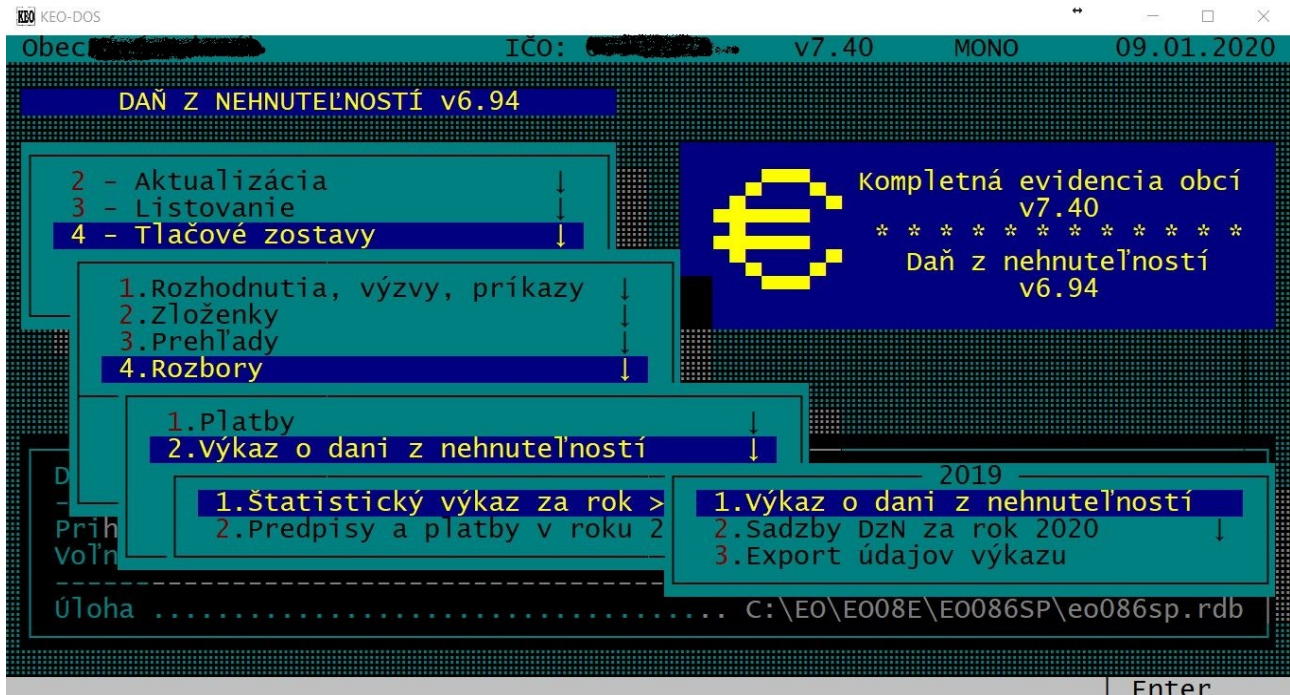 KEO-DOS
Obec IČO: v7.40 MONO 09.01.2020
DAŇ Z NEHNUTEĽNOSTÍ v6.94
2 - Aktualizácia ↓
3 - Listovanie ↓
4 - Tlačové zostavy ↓
Kompletná evidencia obcí
v7.40
* * * * * * * * * * * *
Daň z nehnuteľností
v6.94
1.Rozhodnutia, výzvy, príkazy ↓
2.Zloženky ↓
3.Prehľady ↓
4.Rozbory ↓
1.Platby ↓
2.Výkaz o dani z nehnuteľností ↓
1.Štatistický výkaz za rok >
2.Predpisy a platby v roku 2
2019
1.Výkaz o dani z nehnuteľností
2.Sadzby DzN za rok 2020 ↓
3.Export údajov výkazu
D
Prih
Voľn
Úloha .................................... C:\EO\EO08E\EO086SP\eo086sp.rdb
Enter